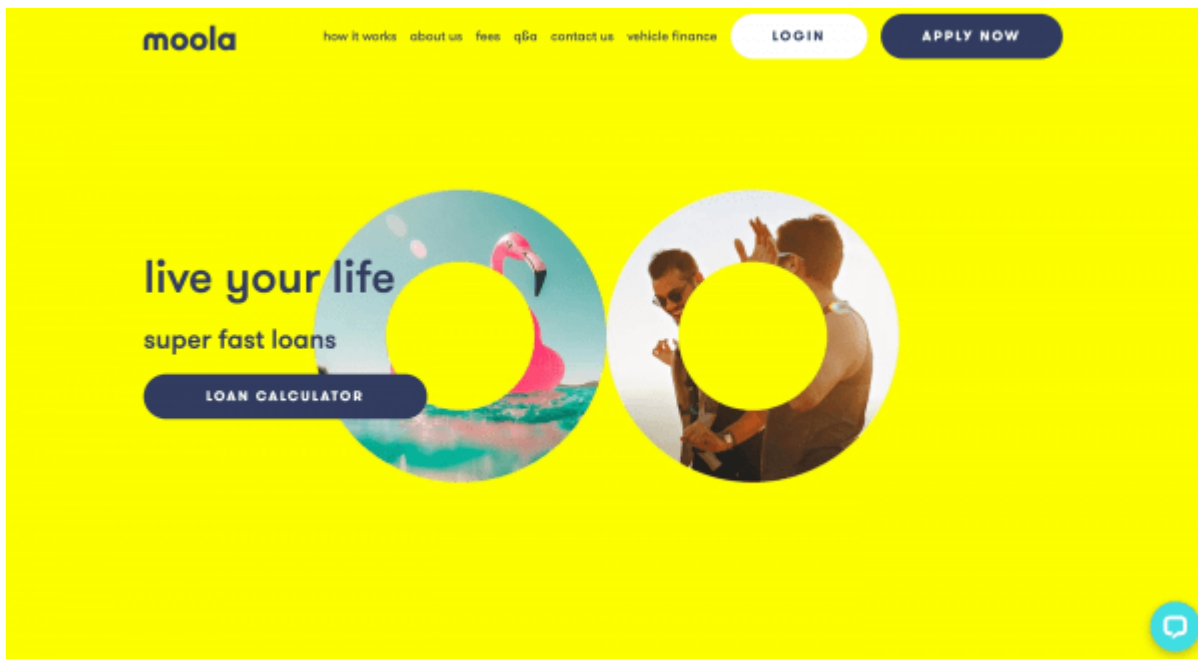 moola
how it works about us fees q&a contact us vehicle finance LOGIN APPLY NOW
live your life
super fast loans
LOAN CALCULATOR